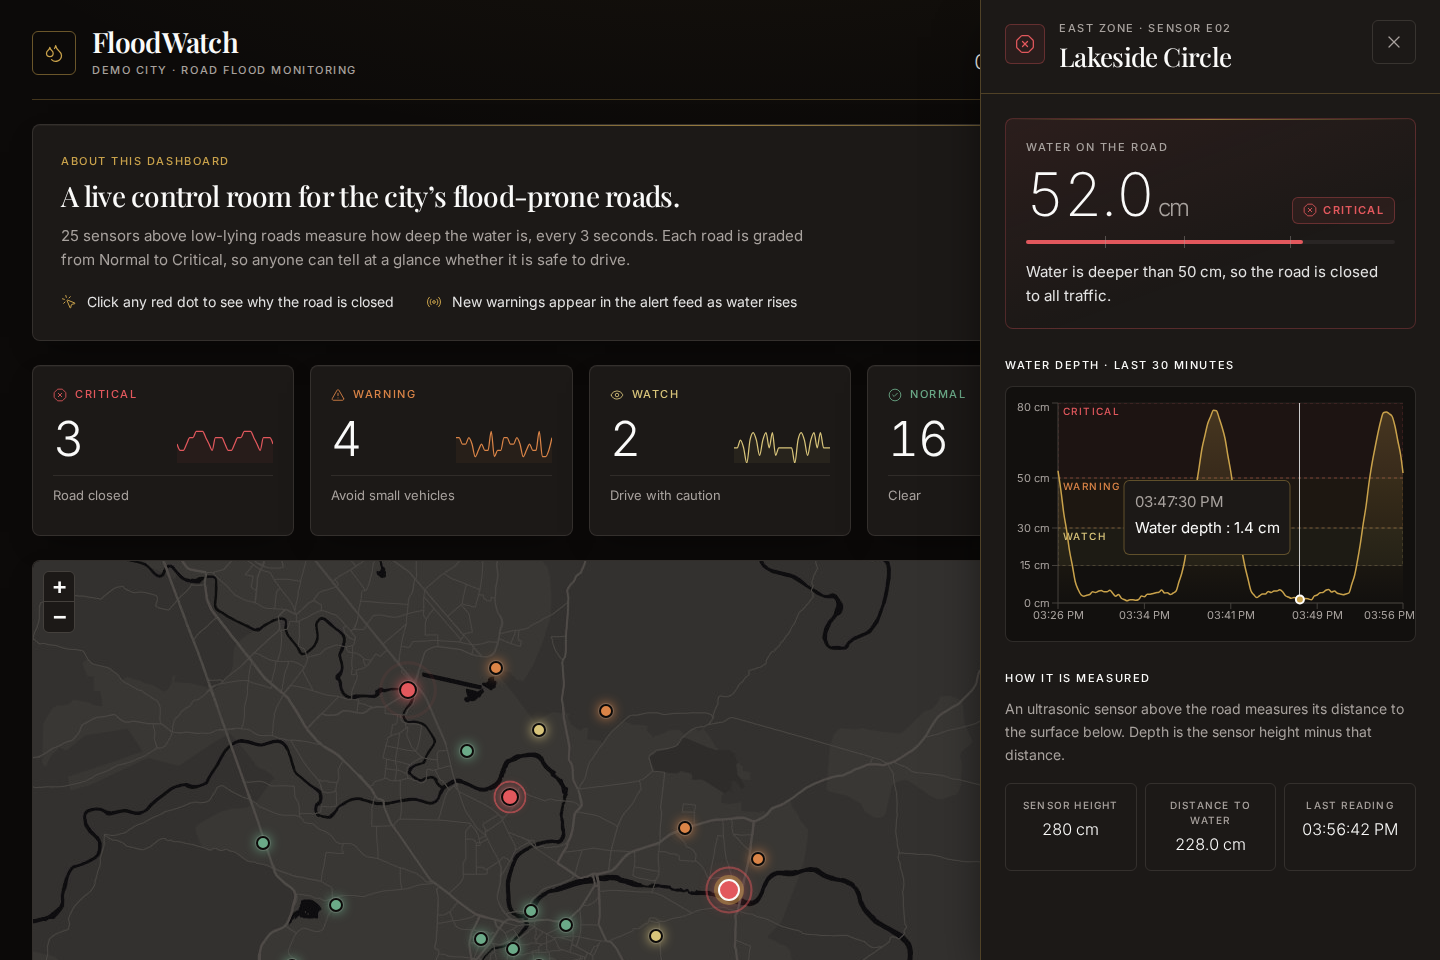 FloodWatch
DEMO CITY · ROAD FLOOD MONITORING
ABOUT THIS DASHBOARD
A live control room for the city’s flood-prone roads.
25 sensors above low-lying roads measure how deep the water is, every 3 seconds. Each road is graded
from Normal to Critical, so anyone can tell at a glance whether it is safe to drive.
Click any red dot to see why the road is closed
New warnings appear in the alert feed as water rises
CRITICAL
3
Road closed
WARNING
4
Avoid small vehicles
WATCH
2
Drive with caution
NORMAL
16
Clear
+
−
EAST ZONE · SENSOR E02
Lakeside Circle
WATER ON THE ROAD
52.0 cm
CRITICAL
Water is deeper than 50 cm, so the road is closed
to all traffic.
WATER DEPTH · LAST 30 MINUTES
80 cm
CRITICAL
50 cm
WARNING
03:47:30 PM
Water depth : 1.4 cm
30 cm
WATCH
15 cm
0 cm
03:26 PM 03:34 PM 03:41 PM 03:49 PM 03:56 PM
HOW IT IS MEASURED
An ultrasonic sensor above the road measures its distance to
the surface below. Depth is the sensor height minus that
distance.
SENSOR HEIGHT
280 cm
DISTANCE TO
WATER
228.0 cm
LAST READING
03:56:42 PM